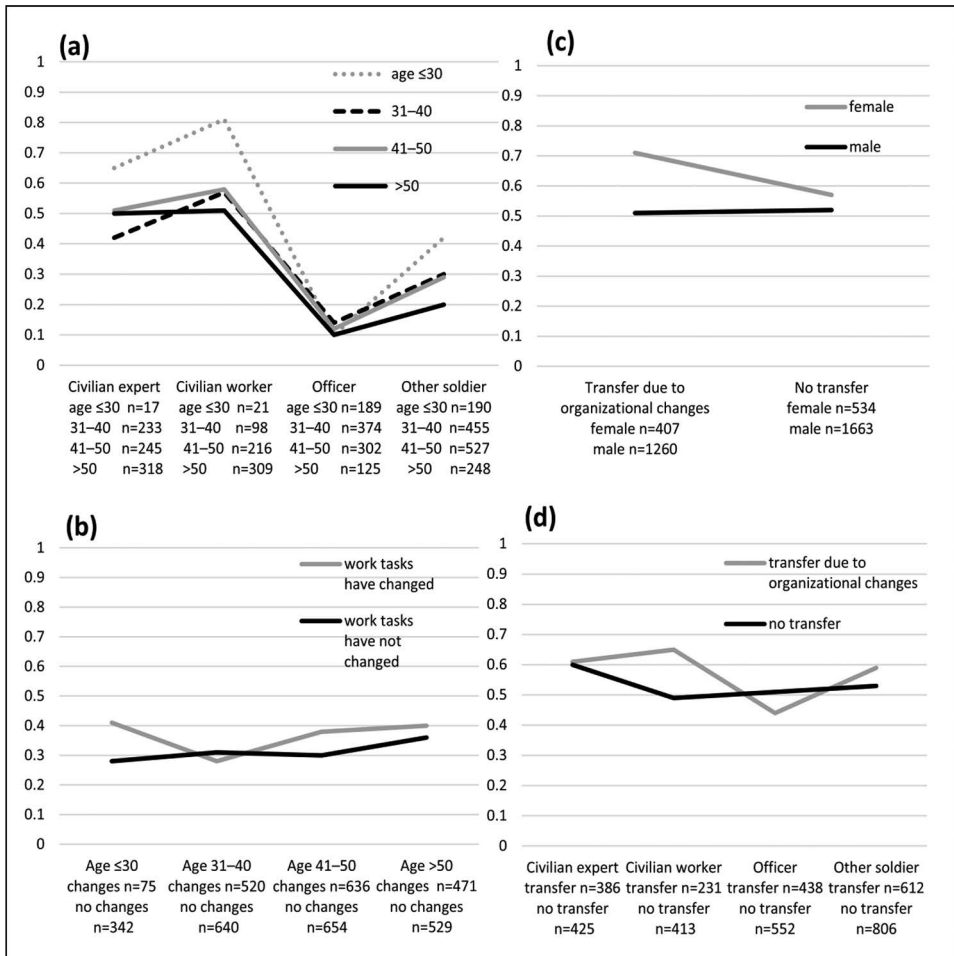 (a)
1
0.9
0.8
0.7
0.6
0.5
0.4
0.3
0.2
0.1
0
age ≤30
31–40
41–50
>50
Civilian expert Civilian worker Officer Other soldier
age ≤30 n=17 age ≤30 n=21 age ≤30 n=189 age ≤30 n=190
31–40 n=233 31–40 n=98 31–40 n=374 31–40 n=455
41–50 n=245 41–50 n=216 41–50 n=302 41–50 n=527
>50 n=318 >50 n=309 >50 n=125 >50 n=248
(c)
1
0.9
0.8
0.7
0.6
0.5
0.4
0.3
0.2
0.1
0
female
male
Transfer due to No transfer
organizational changes female n=534
female n=407 male n=1663
male n=1260
(b)
1
0.9
0.8
0.7
0.6
0.5
0.4
0.3
0.2
0.1
0
work tasks
have changed
work tasks
have not
changed
Age ≤30 Age 31–40 Age 41–50 Age >50
changes n=75 changes n=520 changes n=636 changes n=471
no changes no changes no changes no changes
n=342 n=640 n=654 n=529
(d)
1
0.9
0.8
0.7
0.6
0.5
0.4
0.3
0.2
0.1
0
transfer due to
organizational changes
no transfer
Civilian expert Civilian worker Officer Other soldier
transfer n=386 transfer n=231 transfer n=438 transfer n=612
no transfer no transfer no transfer no transfer
n=425 n=413 n=552 n=806